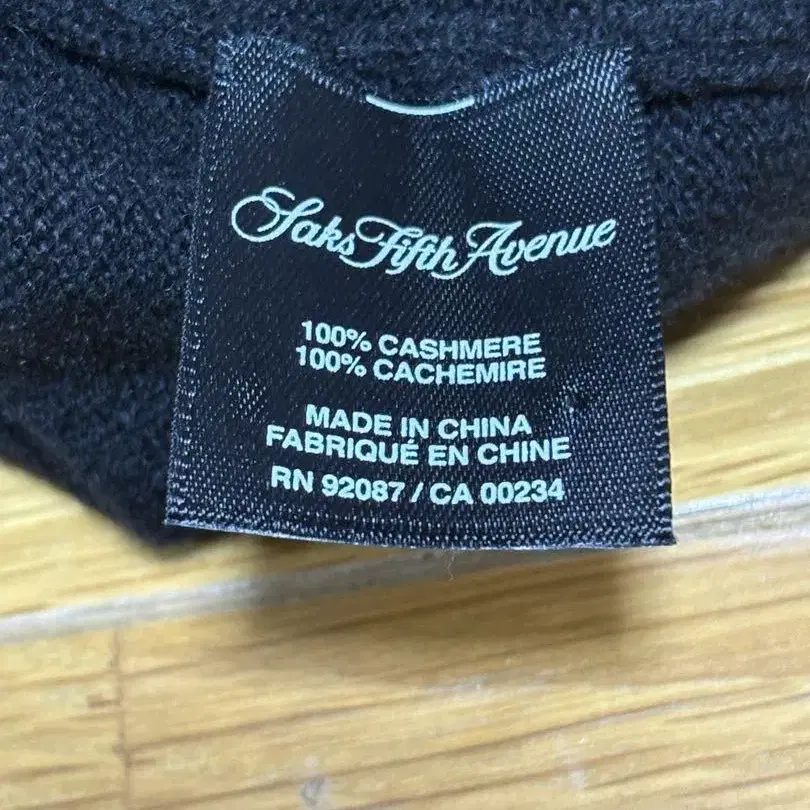 Saks Fifth Avenue
100% CASHMERE
100% CACHEMIRE
MADE IN CHINA
FABRIQUÉ EN CHINE
RN 92087 / CA 00234